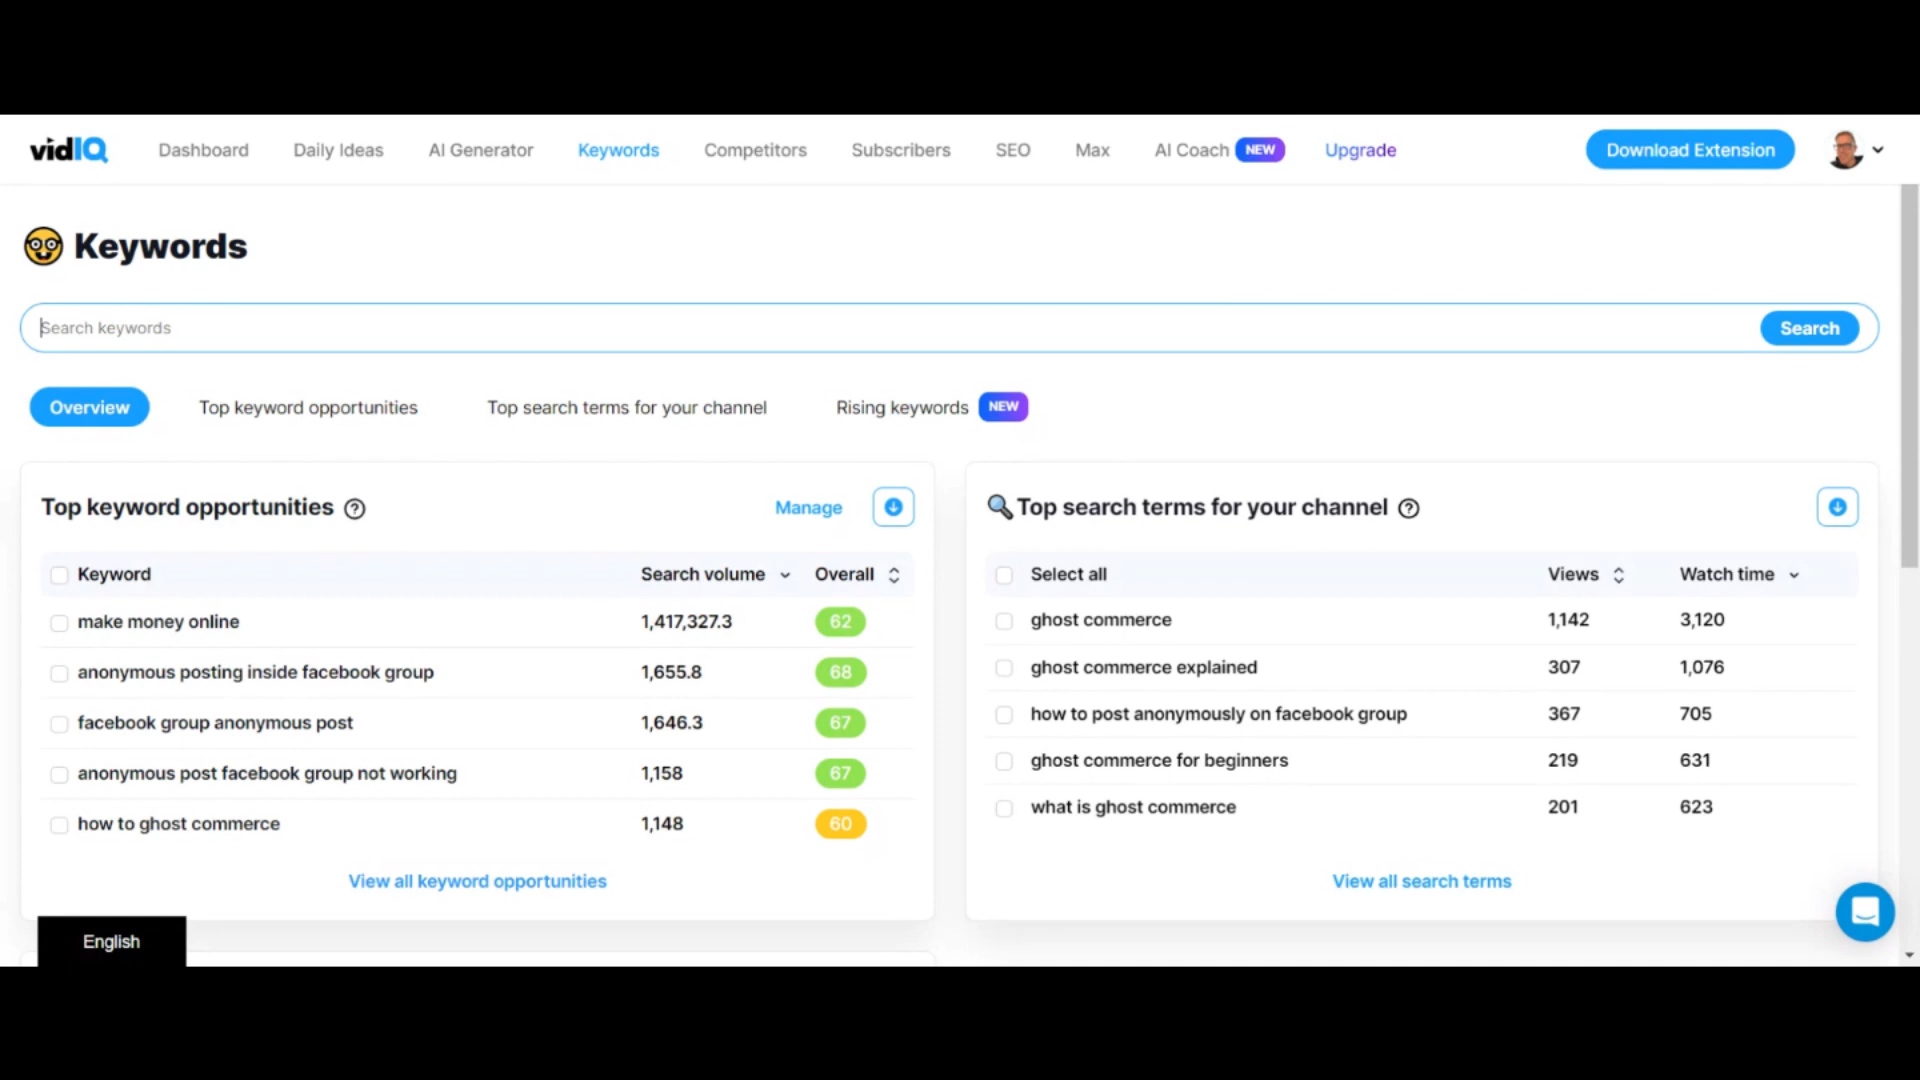 vidIQ Dashboard Daily Ideas AI Generator Keywords Competitors Subscribers SEO Max AI Coach NEW Upgrade Download Extension
Keywords
Search keywords Search
Overview Top keyword opportunities Top search terms for your channel Rising keywords NEW
Top keyword opportunities ? Manage
Keyword Search volume Overall
make money online 1,417,327.3 62
anonymous posting inside facebook group 1,655.8 68
facebook group anonymous post 1,646.3 67
anonymous post facebook group not working 1,158 67
how to ghost commerce 1,148 60
View all keyword opportunities
Top search terms for your channel ?
Select all Views Watch time
ghost commerce 1,142 3,120
ghost commerce explained 307 1,076
how to post anonymously on facebook group 367 705
ghost commerce for beginners 219 631
what is ghost commerce 201 623
View all search terms
English